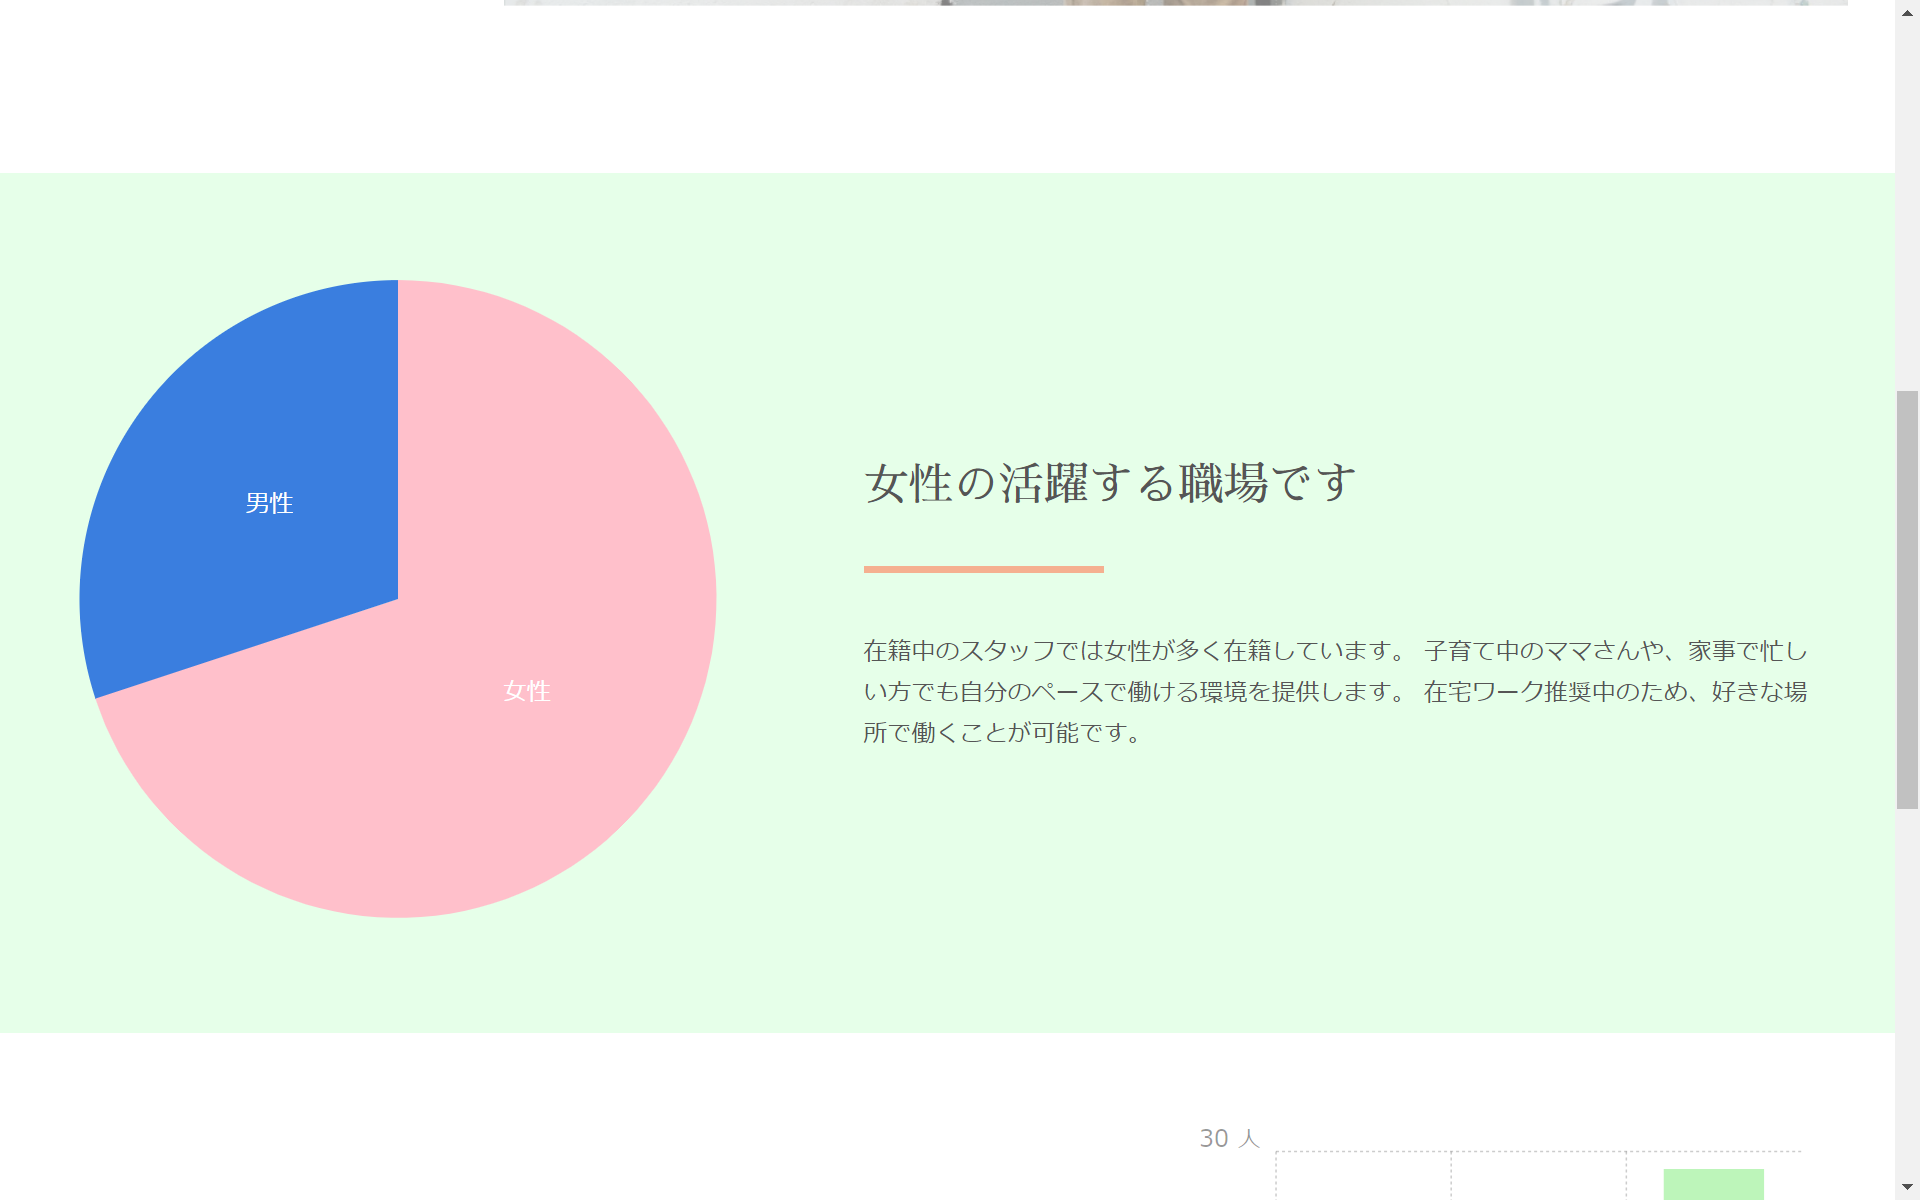 男性
女性
女性の活躍する職場です
在籍中のスタッフでは女性が多く在籍しています。 子育て中のママさんや、家事で忙し
い方でも自分のペースで働ける環境を提供します。 在宅ワーク推奨中のため、好きな場
所で働くことが可能です。
30 人